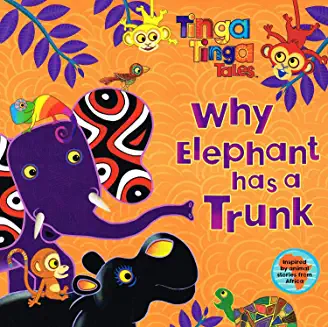 Tinga
Tinga
Tales.
Why
Elephant
has a
Trunk
Inspired
by animal
stories from
Africa